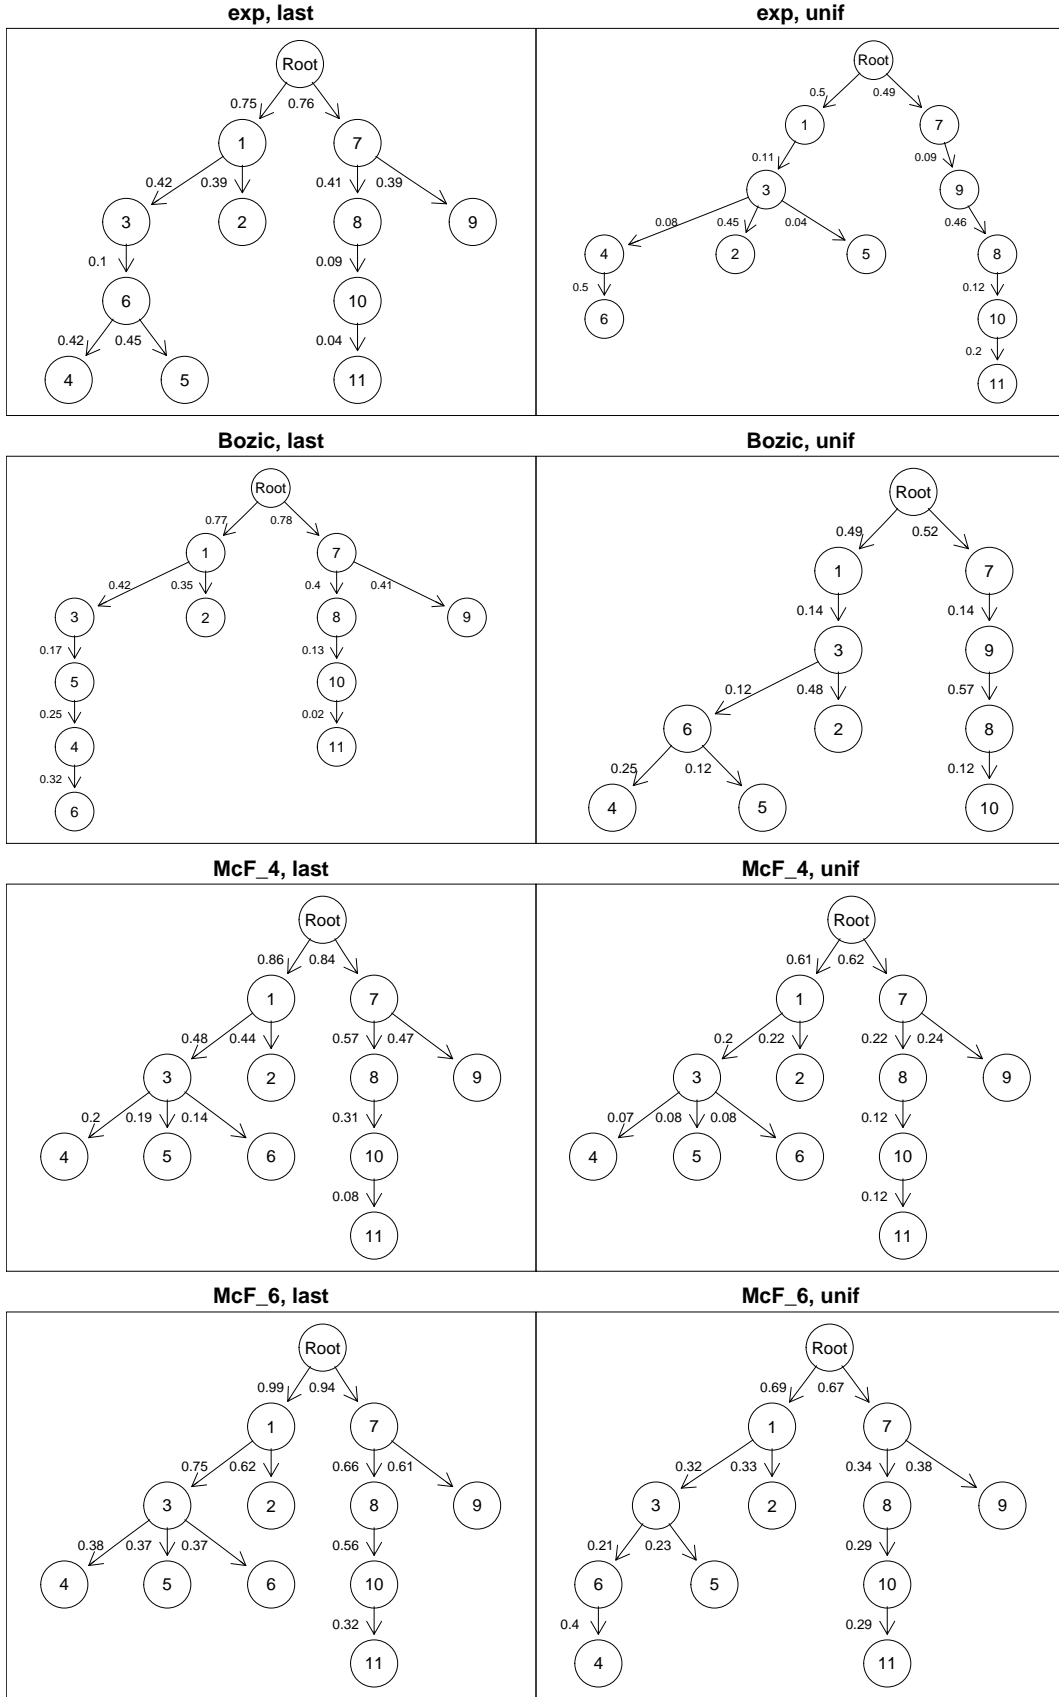 exp, last
exp, unif
Root
0.75 0.76
1 7
0.42 0.39 0.41 0.39
3 2 8 9
0.1 0.09
6 10
0.42 0.45 0.04
4 5 11
Root
0.5 0.49
1 7
0.11 0.09
3 9
0.08 0.45 0.04 0.46
4 2 5 8
0.5 0.12
6 10
0.2
11
Bozic, last
Bozic, unif
Root
0.77 0.78
1 7
0.42 0.35 0.4 0.41
3 2 8 9
0.17 0.13
5 10
0.25 0.02
4 11
0.32
6
Root
0.49 0.52
1 7
0.14 0.14
3 9
0.12 0.48 0.57
6 2 8
0.25 0.12 0.12
4 5 10
McF_4, last
McF_4, unif
Root
0.86 0.84
1 7
0.48 0.44 0.57 0.47
3 2 8 9
0.2 0.19 0.14 0.31
4 5 6 10
0.08
11
Root
0.61 0.62
1 7
0.2 0.22 0.22 0.24
3 2 8 9
0.07 0.08 0.08 0.12
4 5 6 10
0.12
11
McF_6, last
McF_6, unif
Root
0.99 0.94
1 7
0.75 0.62 0.66 0.61
3 2 8 9
0.38 0.37 0.37 0.56
4 5 6 10
0.32
11
Root
0.69 0.67
1 7
0.32 0.33 0.34 0.38
3 2 8 9
0.21 0.23 0.29
6 5 10
0.4 0.29
4 11